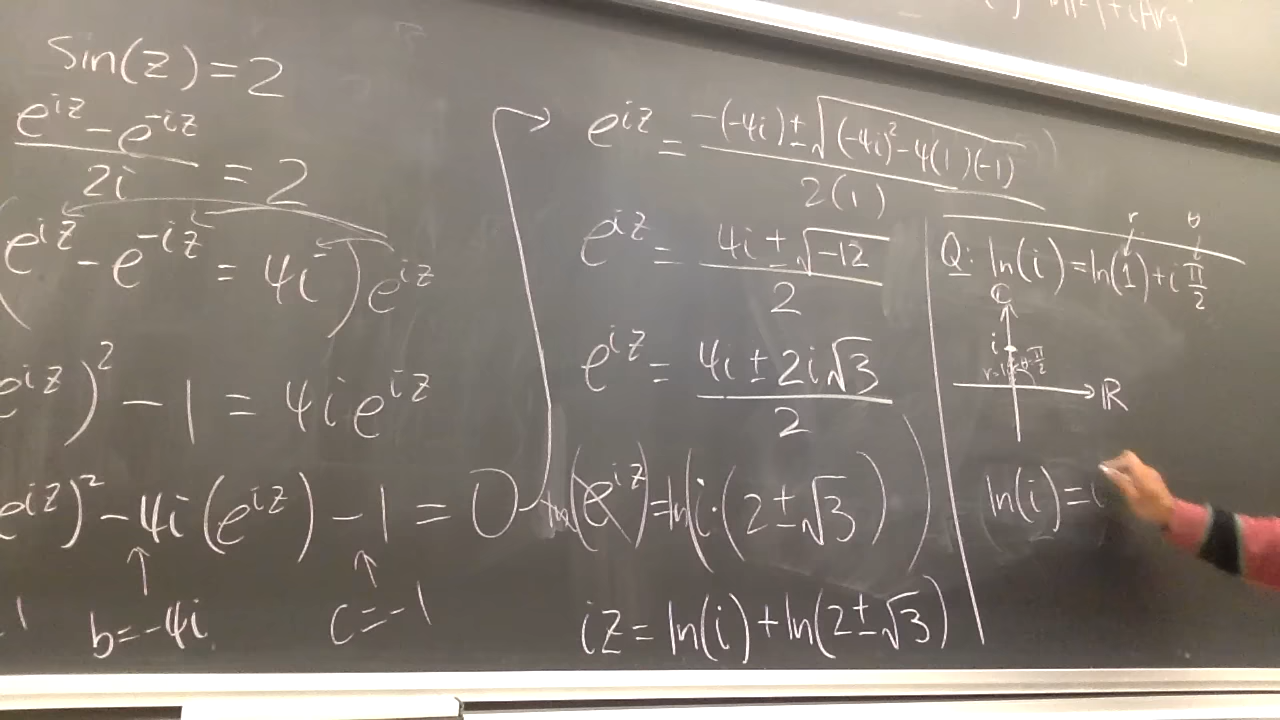 sin(z) = 2
(e^{iz} - e^{-iz})/(2i) = 2
(e^{iz} - e^{-iz} = 4i) e^{iz}
e^{iz})^2 - 1 = 4i e^{iz}
e^{iz})^2 - 4i (e^{iz}) - 1 = 0
b = -4i c = -1
e^{iz} = (-(-4i) ± √((-4i)^2 - 4(1)(-1)))/(2(1))
e^{iz} = (4i ± √-12)/2
e^{iz} = (4i ± 2i√3)/2
ln(e^{iz}) = ln(i·(2 ± √3))
iz = ln(i) + ln(2 ± √3)
r θ
Q: ln(i) = ln(1) + i π/2
ℂ
i
r=1 θ=π/2
ℝ
ln(i) =